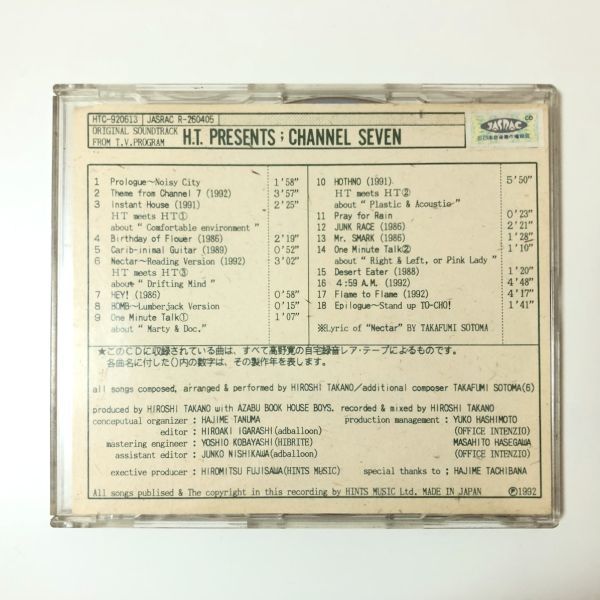 HTC-920613 JASRAC R-260405
ORIGINAL SOUNDTRACK
FROM T.V.PROGRAM
H.T. PRESENTS ; CHANNEL SEVEN
JASRAC
CD
1 Prologue〜Noisy City 1'58"
2 Theme from Channel 7 (1992) 3'57"
3 Instant House (1991) 2'25"
HT meets HT①
about " Comfortable environment"
4 Birthday of Flower (1986) 2'19"
5 Carib-inimal Guitar (1989) 0'52"
6 Nectar〜Reading Version (1992) 3'02"
HT meets HT③
about " Drifting Mind "
7 HEY! (1986) 0'58"
8 BOMB〜Lumberjack Version 0'15"
9 One Minute Talk① 1'07"
about " Marty & Doc."
10 HOTHNO (1991) 5'50"
HT meets HT②
about " Plastic & Acoustic "
11 Pray for Rain 0'23"
12 JUNK RACE (1986) 2'21"
13 Mr. SMARK (1986) 1'28"
14 One Minute Talk② 1'10"
about " Right & Left, or Pink Lady "
15 Desert Eater (1988) 1'20"
16 4:59 A.M. (1992) 4'48"
17 Flame to Flame (1992) 4'17"
18 Epilogue〜Stand up TO-CHO! 1'41"
※Lyric of "Nectar" BY TAKAFUMI SOTOMA
★このCDに収録されている曲は、すべて高野寛の自宅録音レア・テープによるものです。
各曲名に付した()内の数字は、その製作年を表します。
all songs composed, arranged & performed by HIROSHI TAKANO/additional composer TAKAFUMI SOTOMA(6)
produced by HIROSHI TAKANO with AZABU BOOK HOUSE BOYS. recorded & mixed by HIROSHI TAKANO
conceputual organizer : HAJIME TANUMA
editor : HIROAKI IGARASHI (adballoon)
mastering engineer : YOSHIO KOBAYASHI (HIBRITE)
assistant editor : JUNKO NISHIKAWA(adballoon)
production management : YUKO HASHIMOTO
(OFFICE INTENZIO)
MASAHITO HASEGAWA
(OFFICE INTENZIO)
exective producer : HIROMITSU FUJISAWA(HINTS MUSIC)
special thanks to ; HAJIME TACHIBANA
All songs publised & The copyright in this recording by HINTS MUSIC Ltd. MADE IN JAPAN
Ⓟ1992